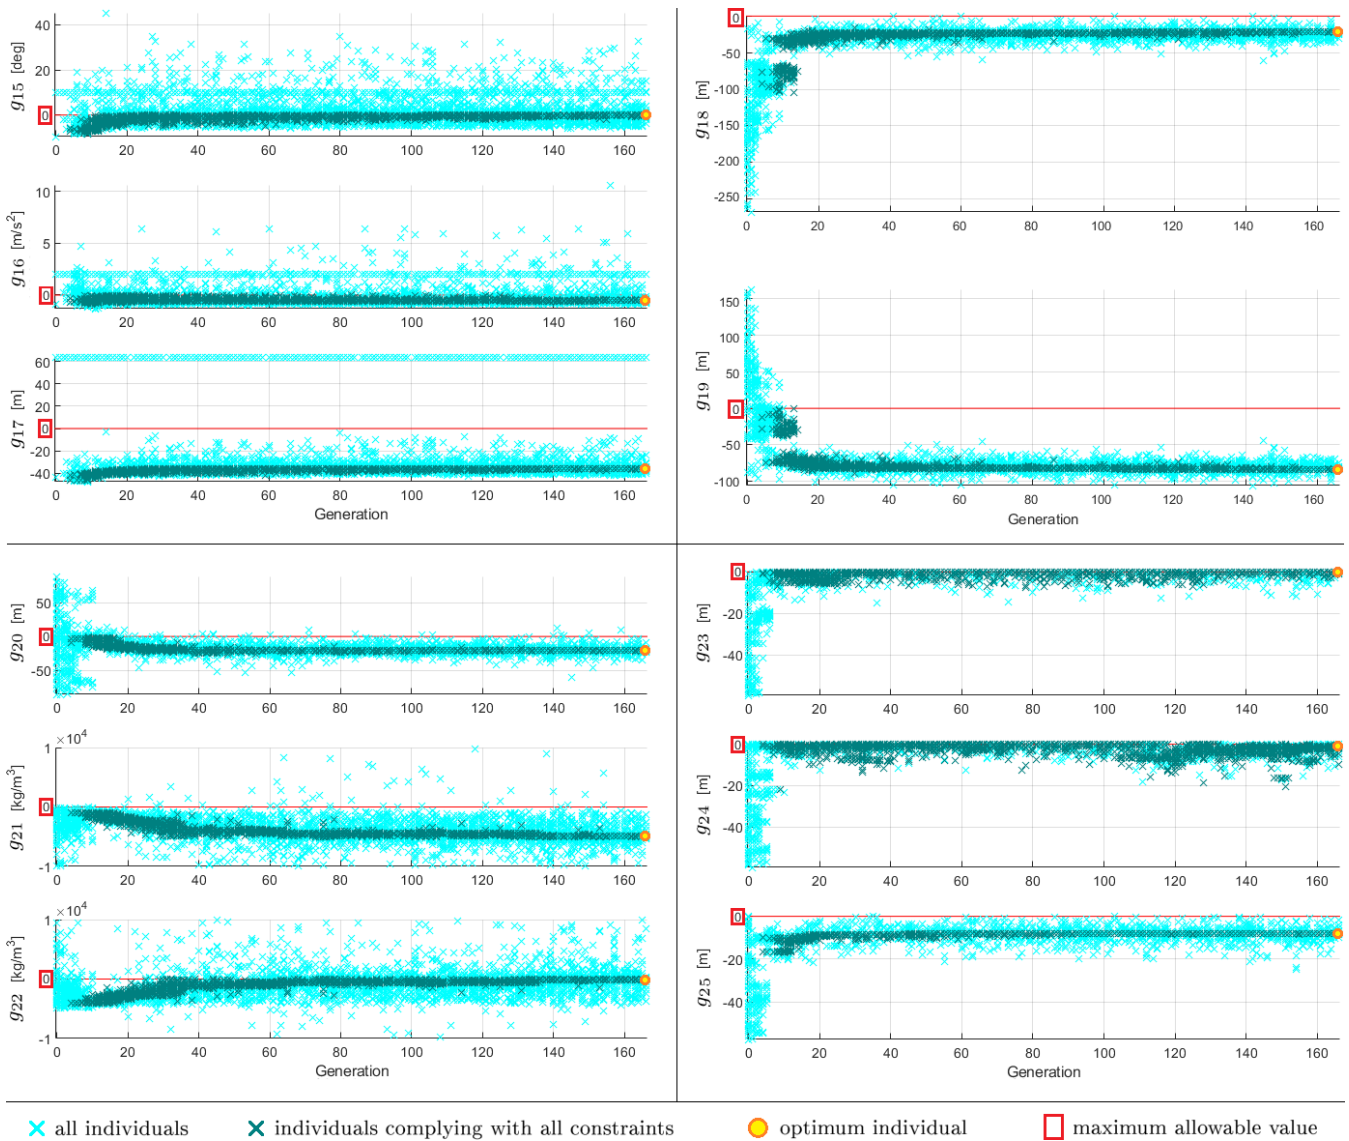 40
20
0
g15 [deg]
0 20 40 60 80 100 120 140 160
10
5
0
g16 [m/s²]
0 20 40 60 80 100 120 140 160
60
40
20
0
-20
-40
g17 [m]
0 20 40 60 80 100 120 140 160
Generation
0
-50
-100
-150
-200
-250
g18 [m]
0 20 40 60 80 100 120 140 160
150
100
50
0
-50
-100
g19 [m]
0 20 40 60 80 100 120 140 160
Generation
50
0
-50
g20 [m]
0 20 40 60 80 100 120 140 160
×10⁴
1
0
-1
g21 [kg/m³]
0 20 40 60 80 100 120 140 160
×10⁴
1
0
-1
g22 [kg/m³]
0 20 40 60 80 100 120 140 160
Generation
0
-20
-40
g23 [m]
0 20 40 60 80 100 120 140 160
0
-20
-40
g24 [m]
0 20 40 60 80 100 120 140 160
0
-20
-40
g25 [m]
0 20 40 60 80 100 120 140 160
Generation
all individuals individuals complying with all constraints optimum individual maximum allowable value